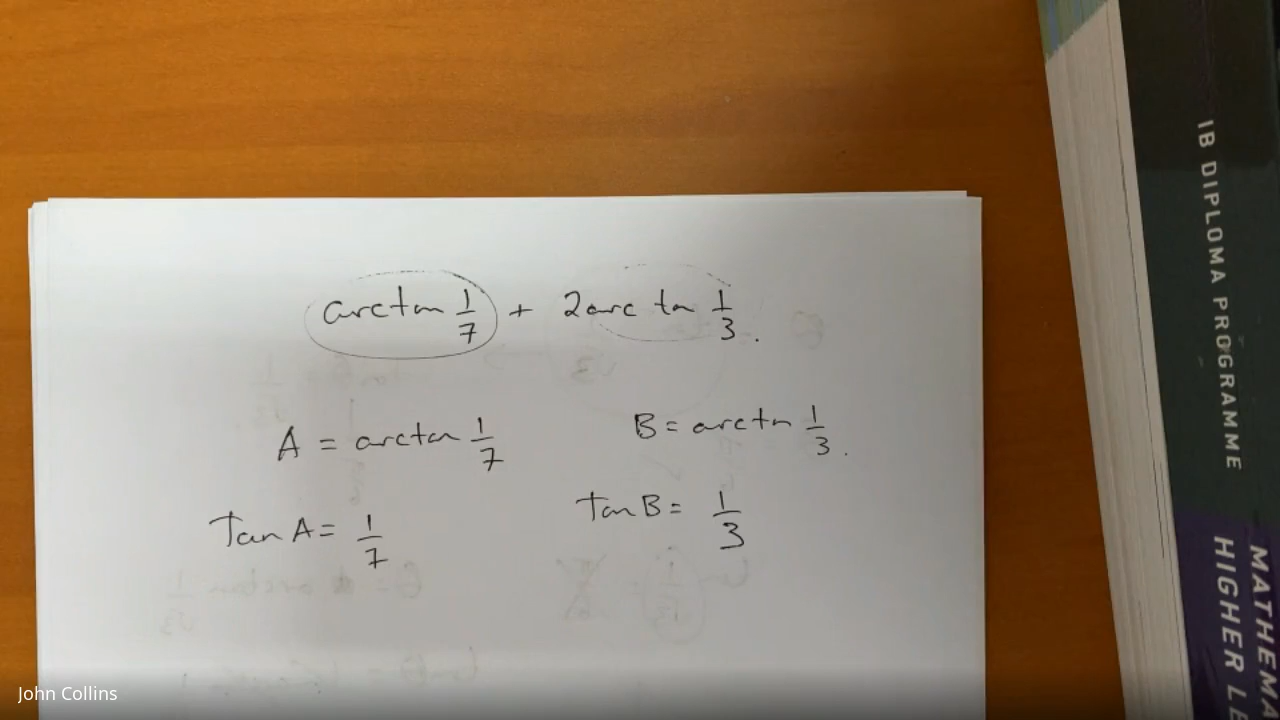 arctan 1/7 + 2arc tan 1/3.
A = arctan 1/7
B = arctan 1/3.
Tan A = 1/7
Tan B = 1/3
IB DIPLOMA PROGRAMME
HIGHER
John Collins